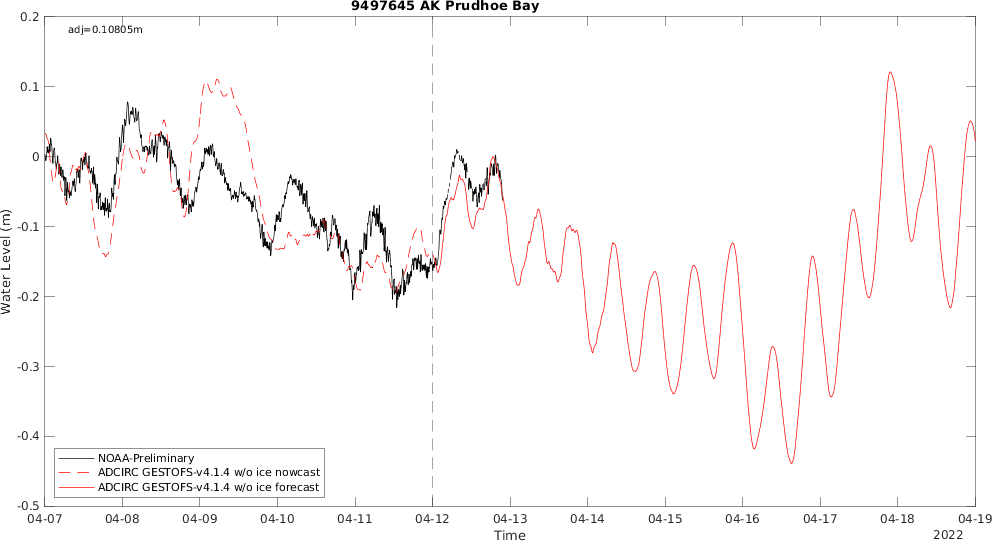 9497645 AK Prudhoe Bay
adj=0.10805m
0.2
0.1
0
-0.1
-0.2
-0.3
-0.4
-0.5
Water Level (m)
NOAA-Preliminary
ADCIRC GESTOFS-v4.1.4 w/o ice nowcast
ADCIRC GESTOFS-v4.1.4 w/o ice forecast
04-07 04-08 04-09 04-10 04-11 04-12 04-13 04-14 04-15 04-16 04-17 04-18 04-19
Time
2022